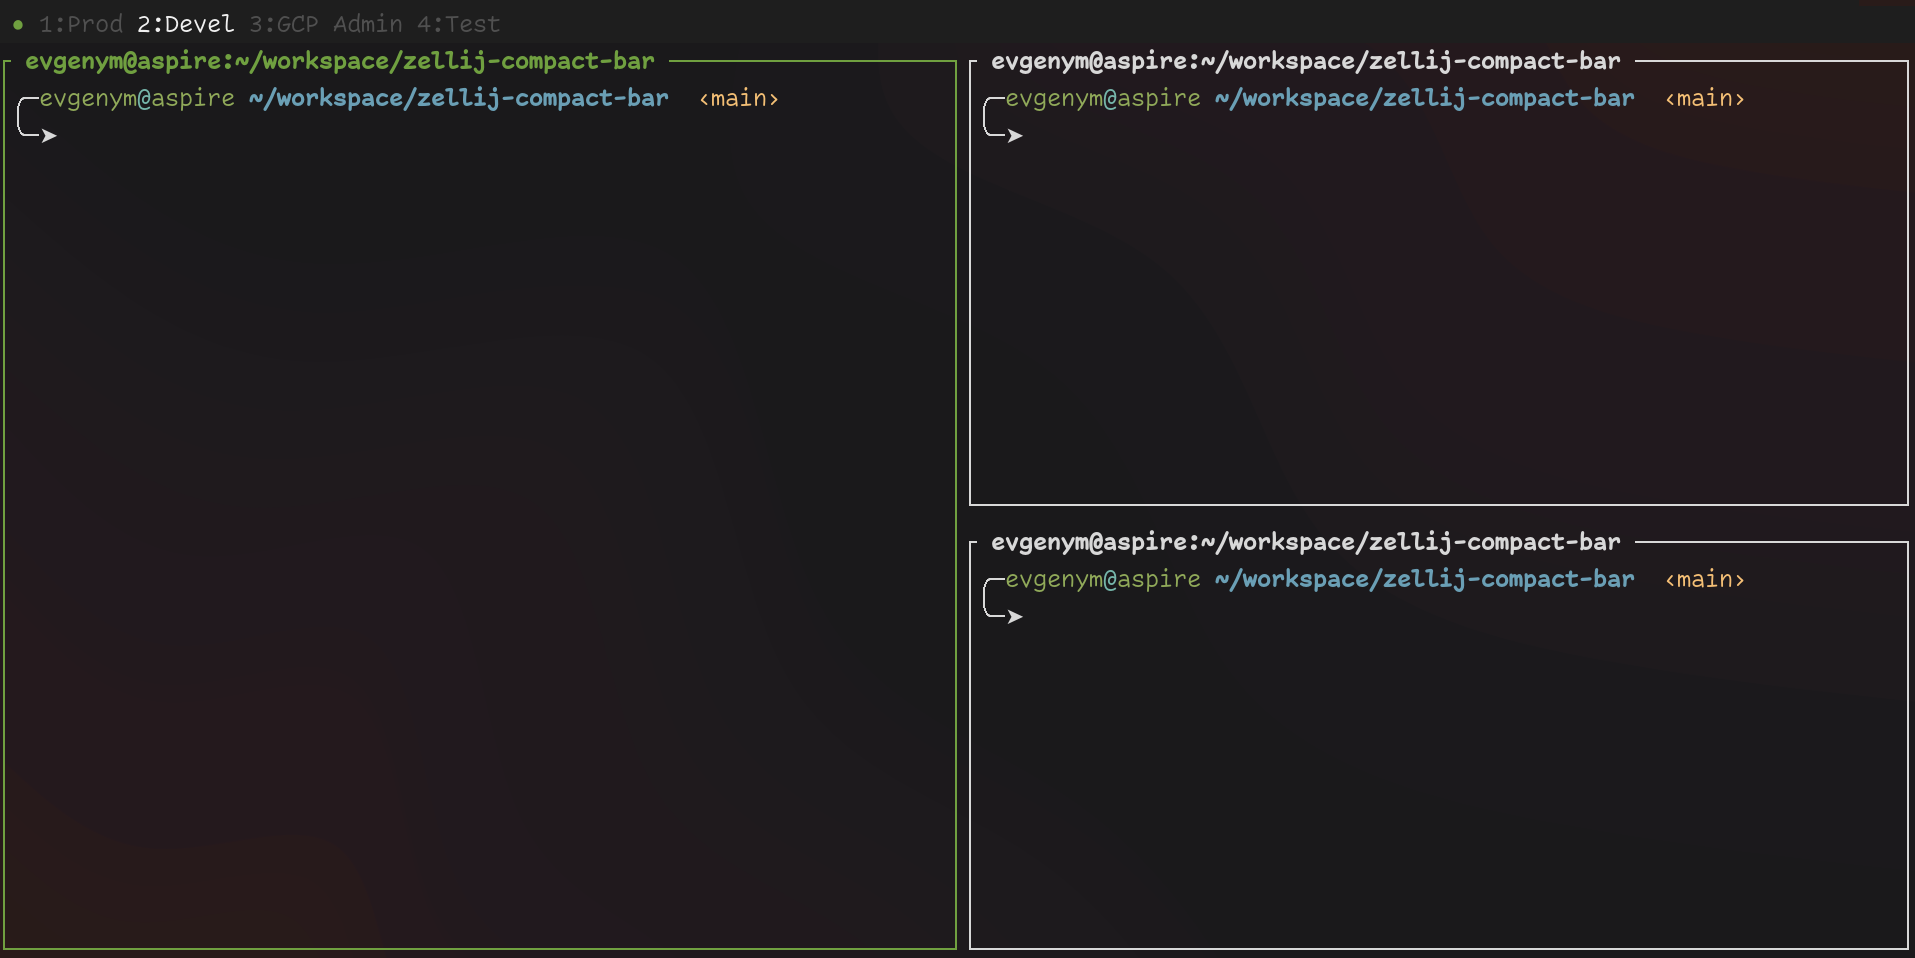 ● 1:Prod 2:Devel 3:GCP Admin 4:Test
evgenym@aspire:~/workspace/zellij-compact-bar
evgenym@aspire ~/workspace/zellij-compact-bar ‹main›
➤
evgenym@aspire:~/workspace/zellij-compact-bar
evgenym@aspire ~/workspace/zellij-compact-bar ‹main›
➤
evgenym@aspire:~/workspace/zellij-compact-bar
evgenym@aspire ~/workspace/zellij-compact-bar ‹main›
➤